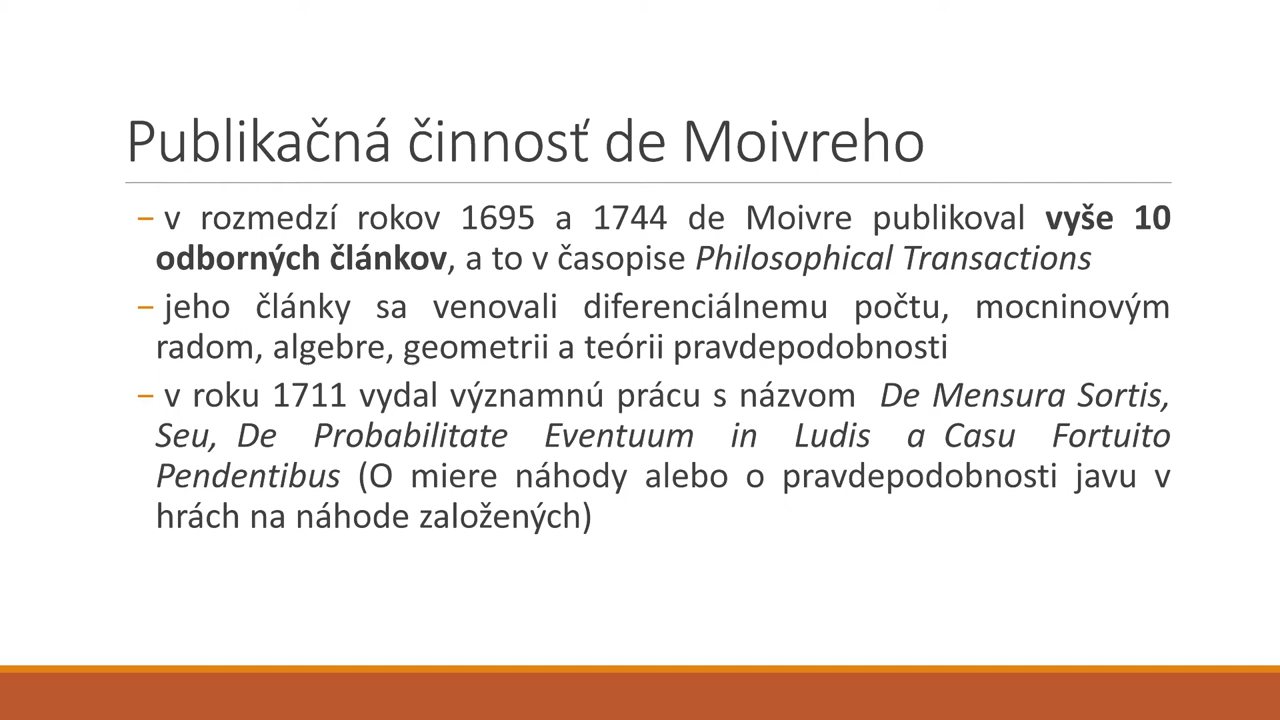 Publikačná činnosť de Moivreho
– v rozmedzí rokov 1695 a 1744 de Moivre publikoval vyše 10
odborných článkov, a to v časopise Philosophical Transactions
– jeho články sa venovali diferenciálnemu počtu, mocninovým
radom, algebre, geometrii a teórii pravdepodobnosti
– v roku 1711 vydal významnú prácu s názvom De Mensura Sortis,
Seu, De Probabilitate Eventuum in Ludis a Casu Fortuito
Pendentibus (O miere náhody alebo o pravdepodobnosti javu v
hrách na náhode založených)